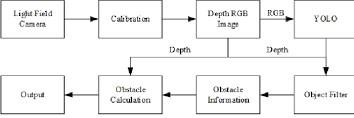 Light Field
Camera
Calibration
Depth RGB
Image
RGB
YOLO
Depth
Depth
Output
Obstacle
Calculation
Obstacle
Information
Object Filter